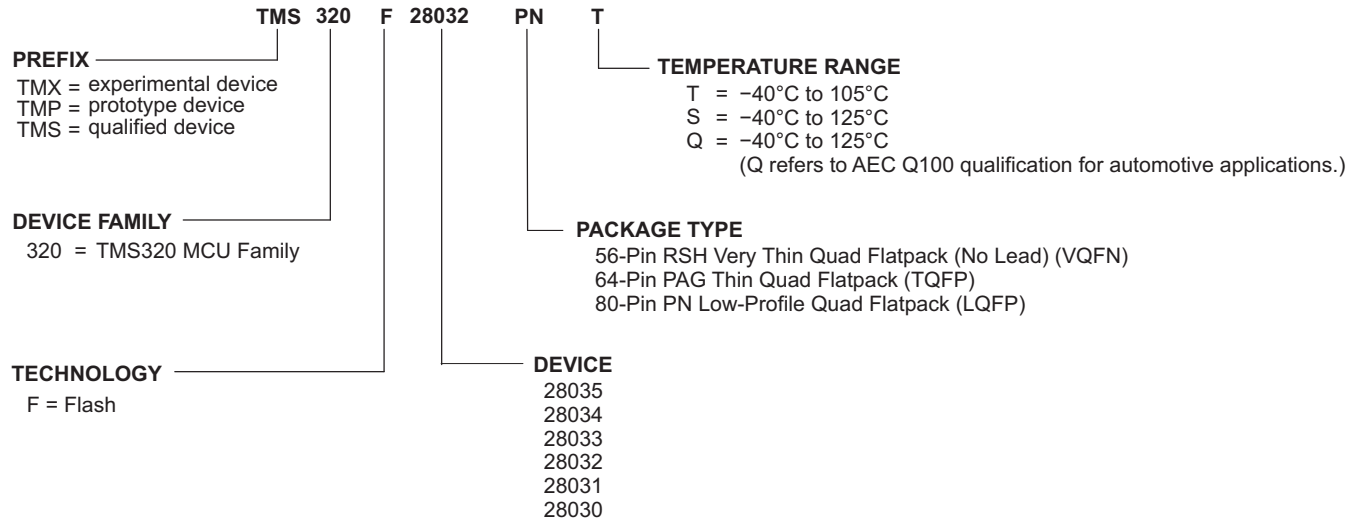 TMS 320 F 28032 PN T
PREFIX
TMX = experimental device
TMP = prototype device
TMS = qualified device
TEMPERATURE RANGE
T = −40°C to 105°C
S = −40°C to 125°C
Q = −40°C to 125°C
(Q refers to AEC Q100 qualification for automotive applications.)
DEVICE FAMILY
320 = TMS320 MCU Family
PACKAGE TYPE
56-Pin RSH Very Thin Quad Flatpack (No Lead) (VQFN)
64-Pin PAG Thin Quad Flatpack (TQFP)
80-Pin PN Low-Profile Quad Flatpack (LQFP)
TECHNOLOGY
F = Flash
DEVICE
28035
28034
28033
28032
28031
28030